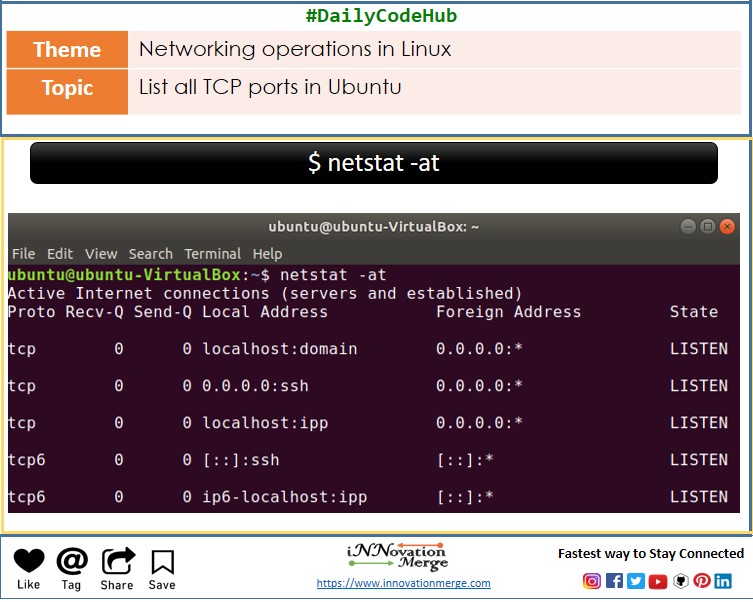 #DailyCodeHub
Theme Networking operations in Linux
Topic List all TCP ports in Ubuntu
$ netstat -at
ubuntu@ubuntu-VirtualBox: ~
File Edit View Search Terminal Help
ubuntu@ubuntu-VirtualBox:~$ netstat -at
Active Internet connections (servers and established)
Proto Recv-Q Send-Q Local Address Foreign Address State
tcp 0 0 localhost:domain 0.0.0.0:* LISTEN
tcp 0 0 0.0.0.0:ssh 0.0.0.0:* LISTEN
tcp 0 0 localhost:ipp 0.0.0.0:* LISTEN
tcp6 0 0 [::]:ssh [::]:* LISTEN
tcp6 0 0 ip6-localhost:ipp [::]:* LISTEN
Like Tag Share Save
iNNovation
Merge
https://www.innovationmerge.com
Fastest way to Stay Connected